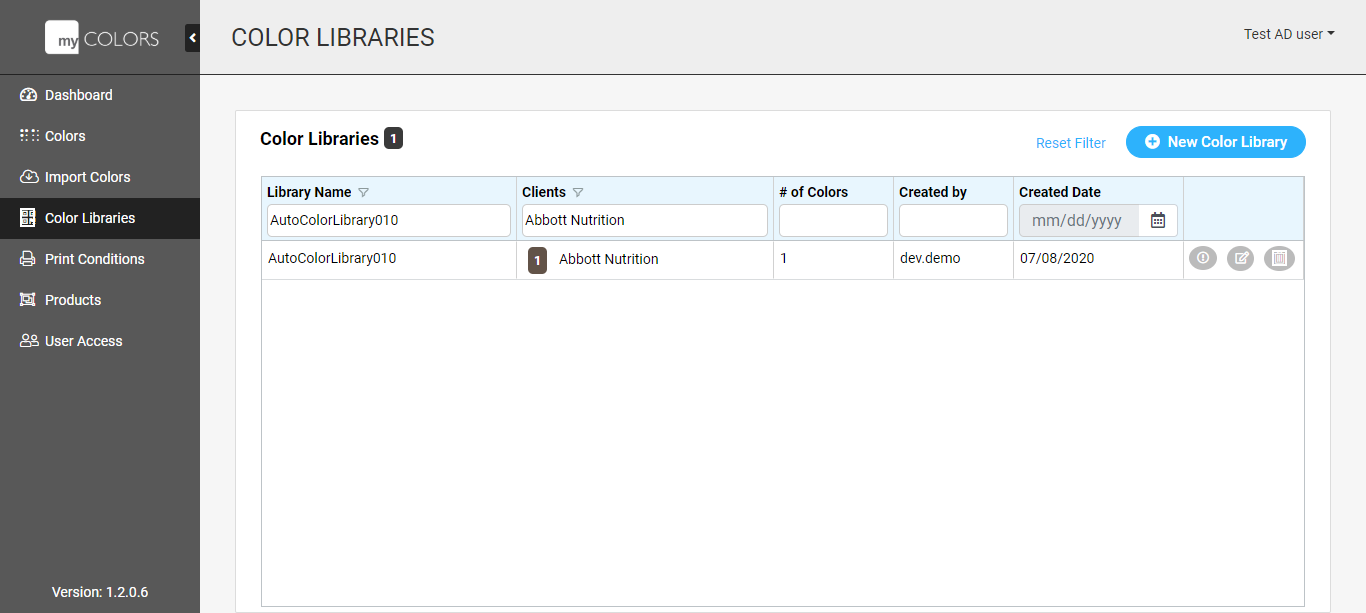 my COLORS
COLOR LIBRARIES
Test AD user
Dashboard
Colors
Import Colors
Color Libraries
Print Conditions
Products
User Access
Version: 1.2.0.6
Color Libraries 1
Reset Filter
New Color Library
Library Name Clients # of Colors Created by Created Date
AutoColorLibrary010 Abbott Nutrition mm/dd/yyyy
AutoColorLibrary010 1 Abbott Nutrition 1 dev.demo 07/08/2020